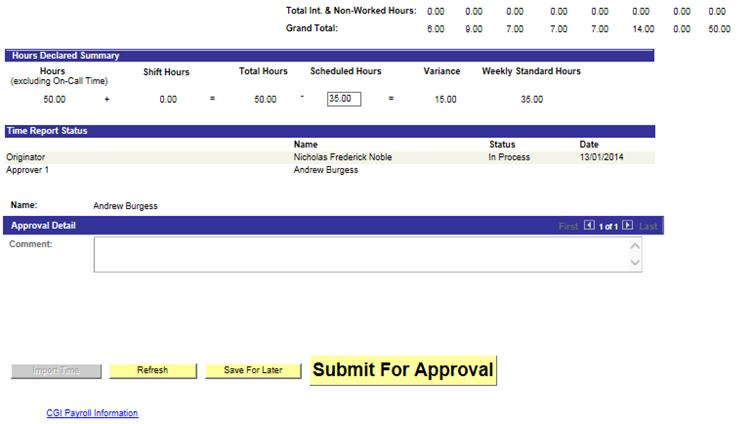 Total Int. & Non-Worked Hours: 0.00 0.00 0.00 0.00 0.00 0.00 0.00 0.00
Grand Total: 6.00 9.00 7.00 7.00 7.00 14.00 0.00 50.00
Hours Declared Summary
Hours Shift Hours Total Hours Scheduled Hours Variance Weekly Standard Hours
(excluding On-Call Time)
50.00 + 0.00 = 50.00 - 35.00 = 15.00 35.00
Time Report Status
Name Status Date
Originator Nicholas Frederick Noble In Process 13/01/2014
Approver 1 Andrew Burgess
Name: Andrew Burgess
Approval Detail First 1 of 1 Last
Comment:
Import Time Refresh Save For Later Submit For Approval
CGI Payroll Information